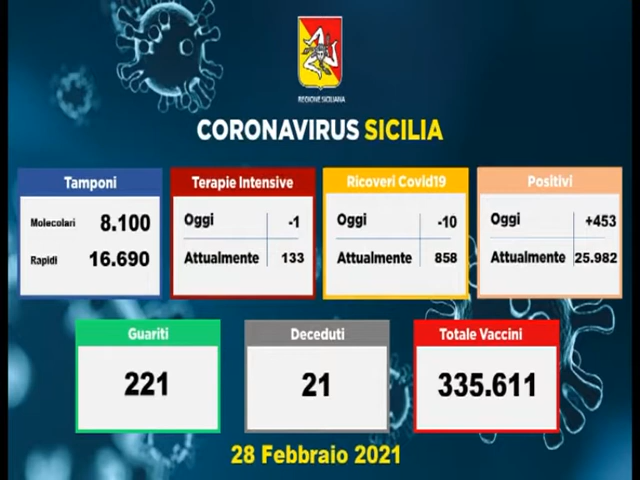 REGIONE SICILIANA
CORONAVIRUS SICILIA
Tamponi
Molecolari 8.100
Rapidi 16.690
Terapie Intensive
Oggi -1
Attualmente 133
Ricoveri Covid19
Oggi -10
Attualmente 858
Positivi
Oggi +453
Attualmente 25.982
Guariti
221
Deceduti
21
Totale Vaccini
335.611
28 Febbraio 2021